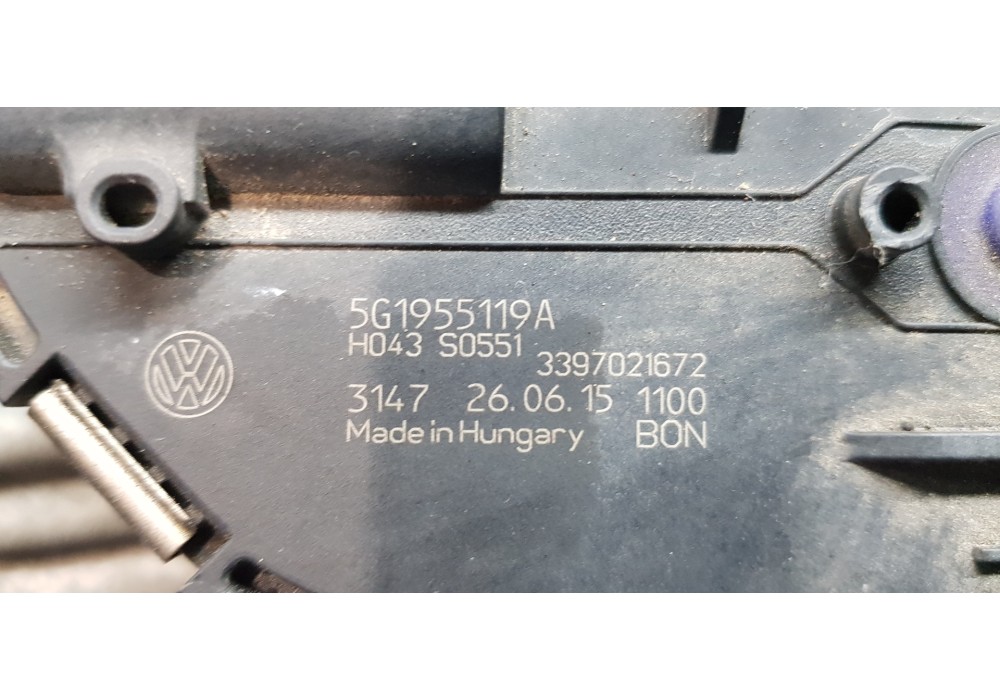 5G1955119A
H043 S0551
3397021672
3147 26.06.15 1100
Made in Hungary BON